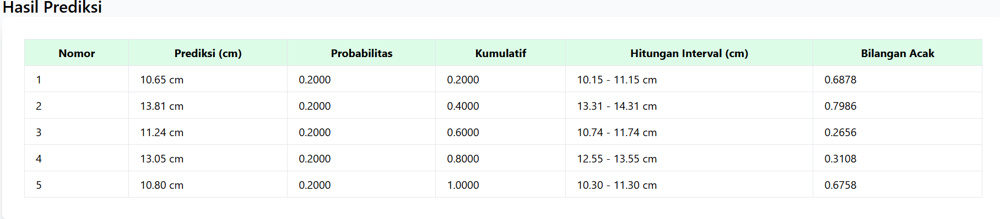 Hasil Prediksi
Nomor Prediksi (cm) Probabilitas Kumulatif Hitungan Interval (cm) Bilangan Acak
1 10.65 cm 0.2000 0.2000 10.15 - 11.15 cm 0.6878
2 13.81 cm 0.2000 0.4000 13.31 - 14.31 cm 0.7986
3 11.24 cm 0.2000 0.6000 10.74 - 11.74 cm 0.2656
4 13.05 cm 0.2000 0.8000 12.55 - 13.55 cm 0.3108
5 10.80 cm 0.2000 1.0000 10.30 - 11.30 cm 0.6758